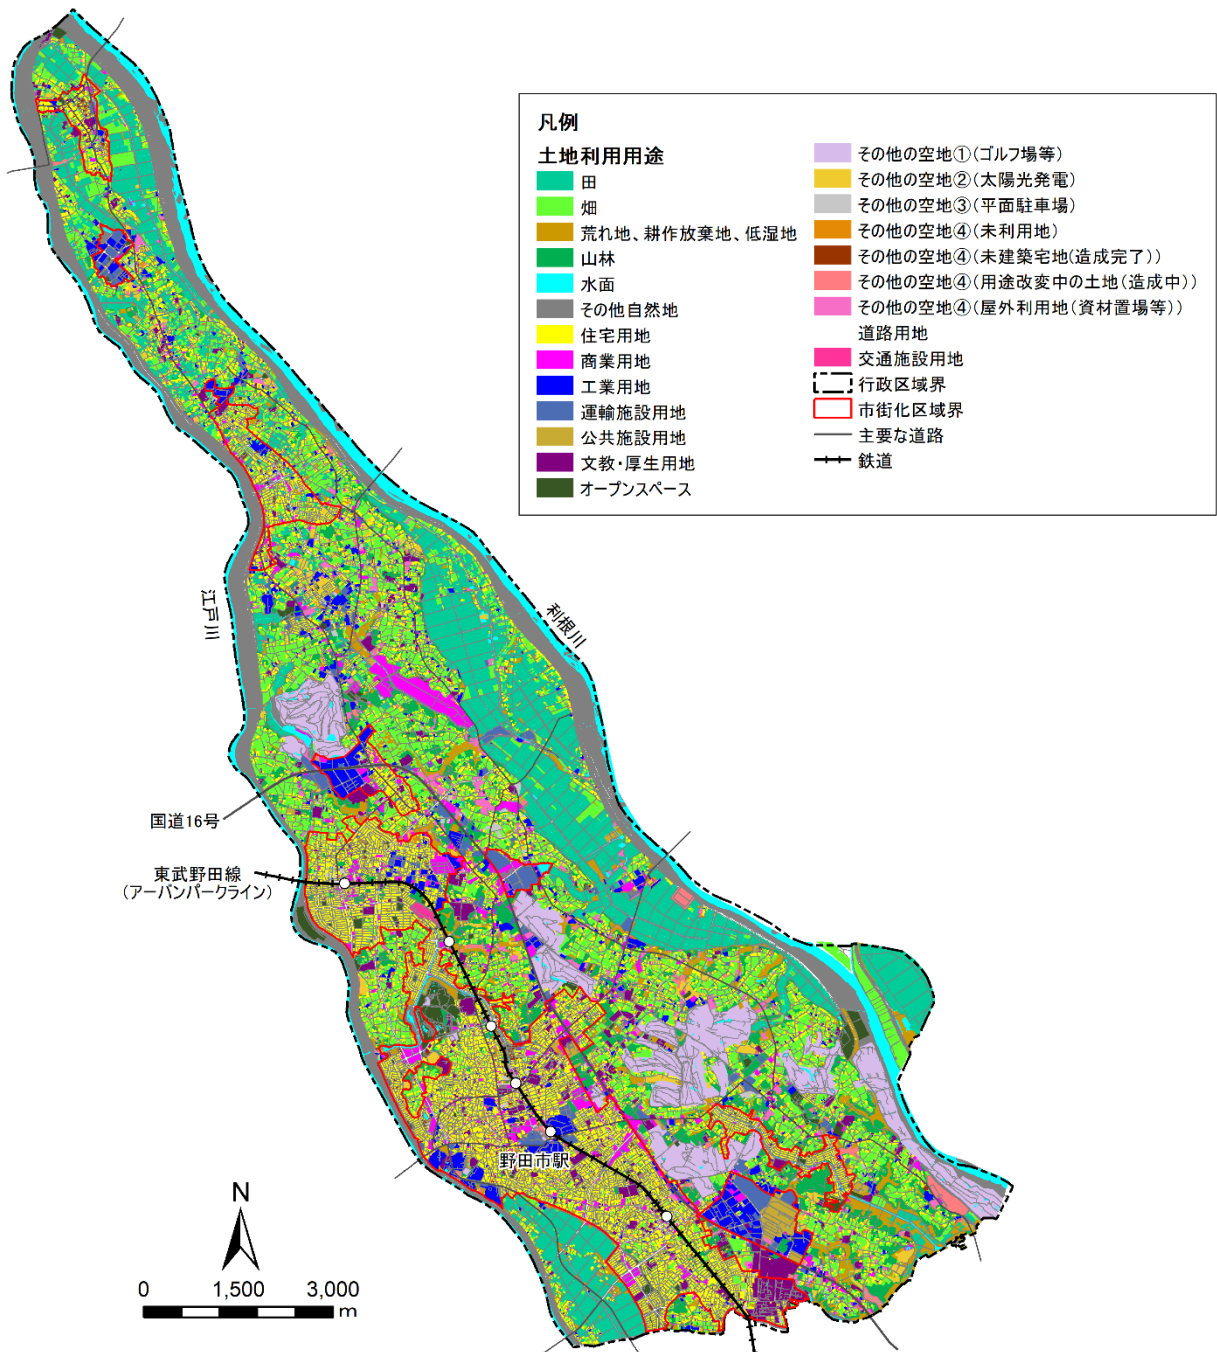 凡例
土地利用用途
田
畑
荒れ地、耕作放棄地、低湿地
山林
水面
その他自然地
住宅用地
商業用地
工業用地
運輸施設用地
公共施設用地
文教・厚生用地
オープンスペース
その他の空地①(ゴルフ場等)
その他の空地②(太陽光発電)
その他の空地③(平面駐車場)
その他の空地④(未利用地)
その他の空地④(未建築宅地(造成完了))
その他の空地④(用途改変中の土地(造成中))
その他の空地④(屋外利用地(資材置場等))
道路用地
交通施設用地
行政区域界
市街化区域界
主要な道路
鉄道
江戸川
利根川
国道16号
東武野田線
(アーバンパークライン)
野田市駅
N
0 1,500 3,000
m